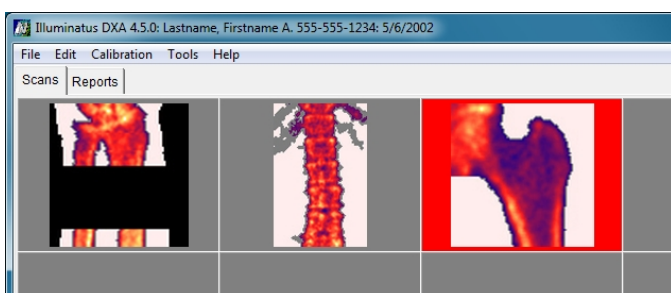 Illuminatus DXA 4.5.0: Lastname, Firstname A. 555-555-1234: 5/6/2002
File Edit Calibration Tools Help
Scans Reports